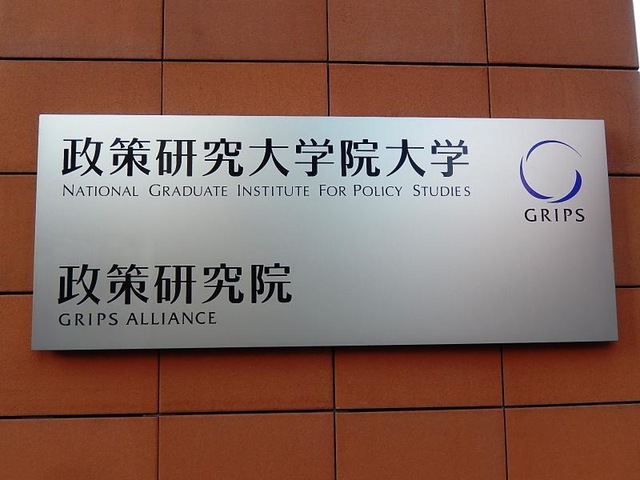 政策研究大学院大学
NATIONAL GRADUATE INSTITUTE FOR POLICY STUDIES
GRIPS
政策研究院
GRIPS ALLIANCE